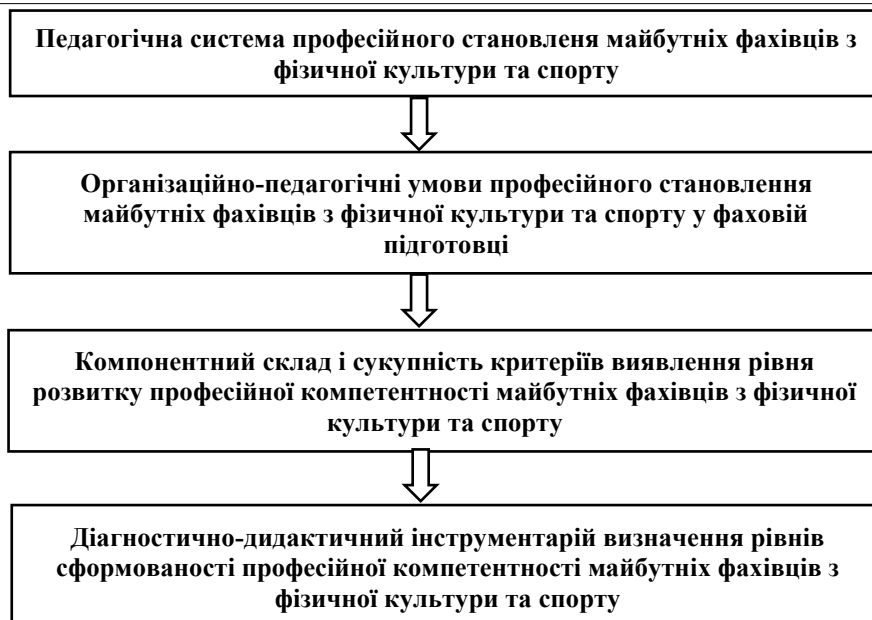 Педагогічна система професійного становленя майбутніх фахівців з
фізичної культури та спорту
Організаційно-педагогічні умови професійного становлення
майбутніх фахівців з фізичної культури та спорту у фаховій
підготовці
Компонентний склад і сукупність критеріїв виявлення рівня
розвитку професійної компетентності майбутніх фахівців з фізичної
культури та спорту
Діагностично-дидактичний інструментарій визначення рівнів
сформованості професійної компетентності майбутніх фахівців з
фізичної культури та спорту